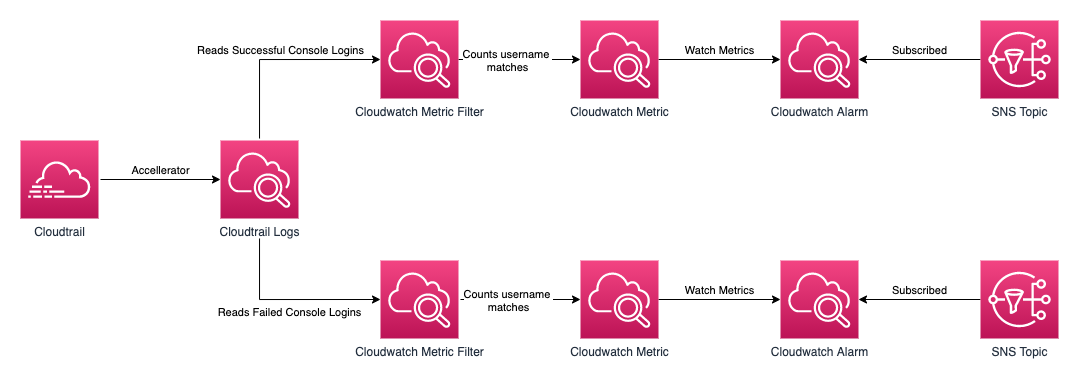 Reads Successful Console Logins
Counts username
matches
Watch Metrics
Subscribed
Cloudwatch Metric Filter
Cloudwatch Metric
Cloudwatch Alarm
SNS Topic
Accellerator
Cloudtrail
Cloudtrail Logs
Reads Failed Console Logins
Counts username
matches
Watch Metrics
Subscribed
Cloudwatch Metric Filter
Cloudwatch Metric
Cloudwatch Alarm
SNS Topic